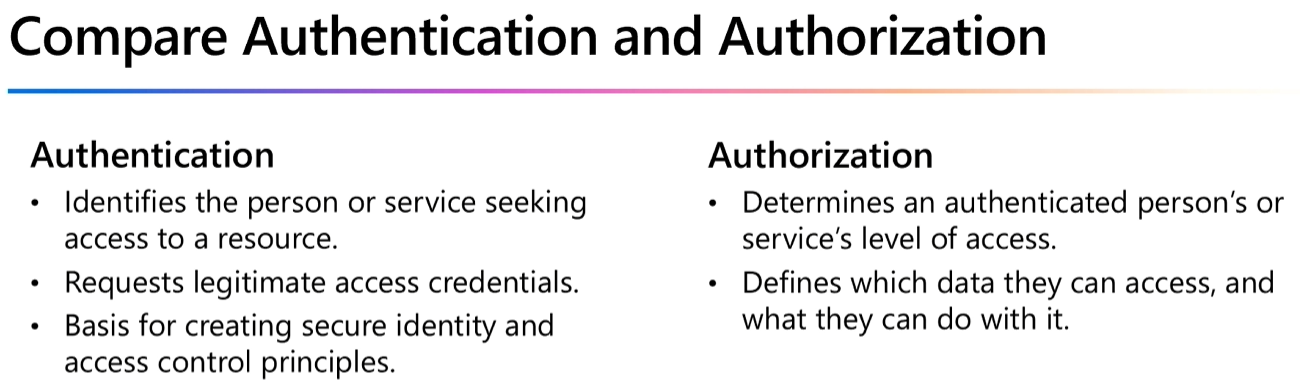 Compare Authentication and Authorization
Authentication
• Identifies the person or service seeking
access to a resource.
• Requests legitimate access credentials.
• Basis for creating secure identity and
access control principles.
Authorization
• Determines an authenticated person’s or
service’s level of access.
• Defines which data they can access, and
what they can do with it.